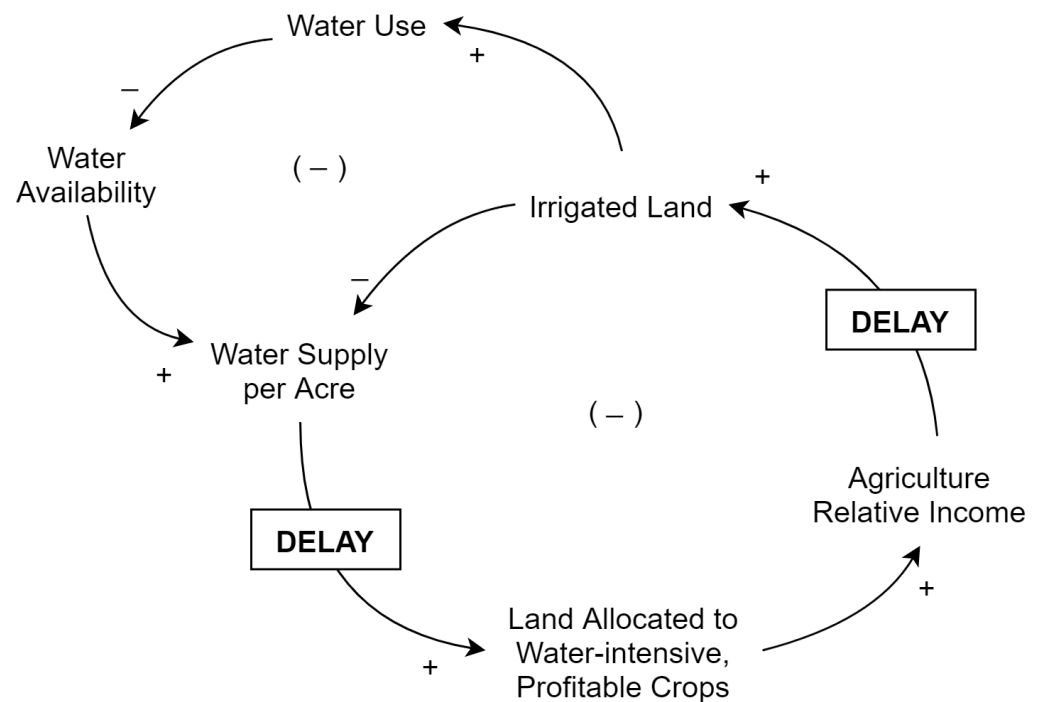 Water Use
+
–
Water
Availability
( – )
+
Irrigated Land
–
DELAY
Water Supply
per Acre
+
( – )
Agriculture
Relative Income
DELAY
+
Land Allocated to
Water-intensive,
Profitable Crops
+